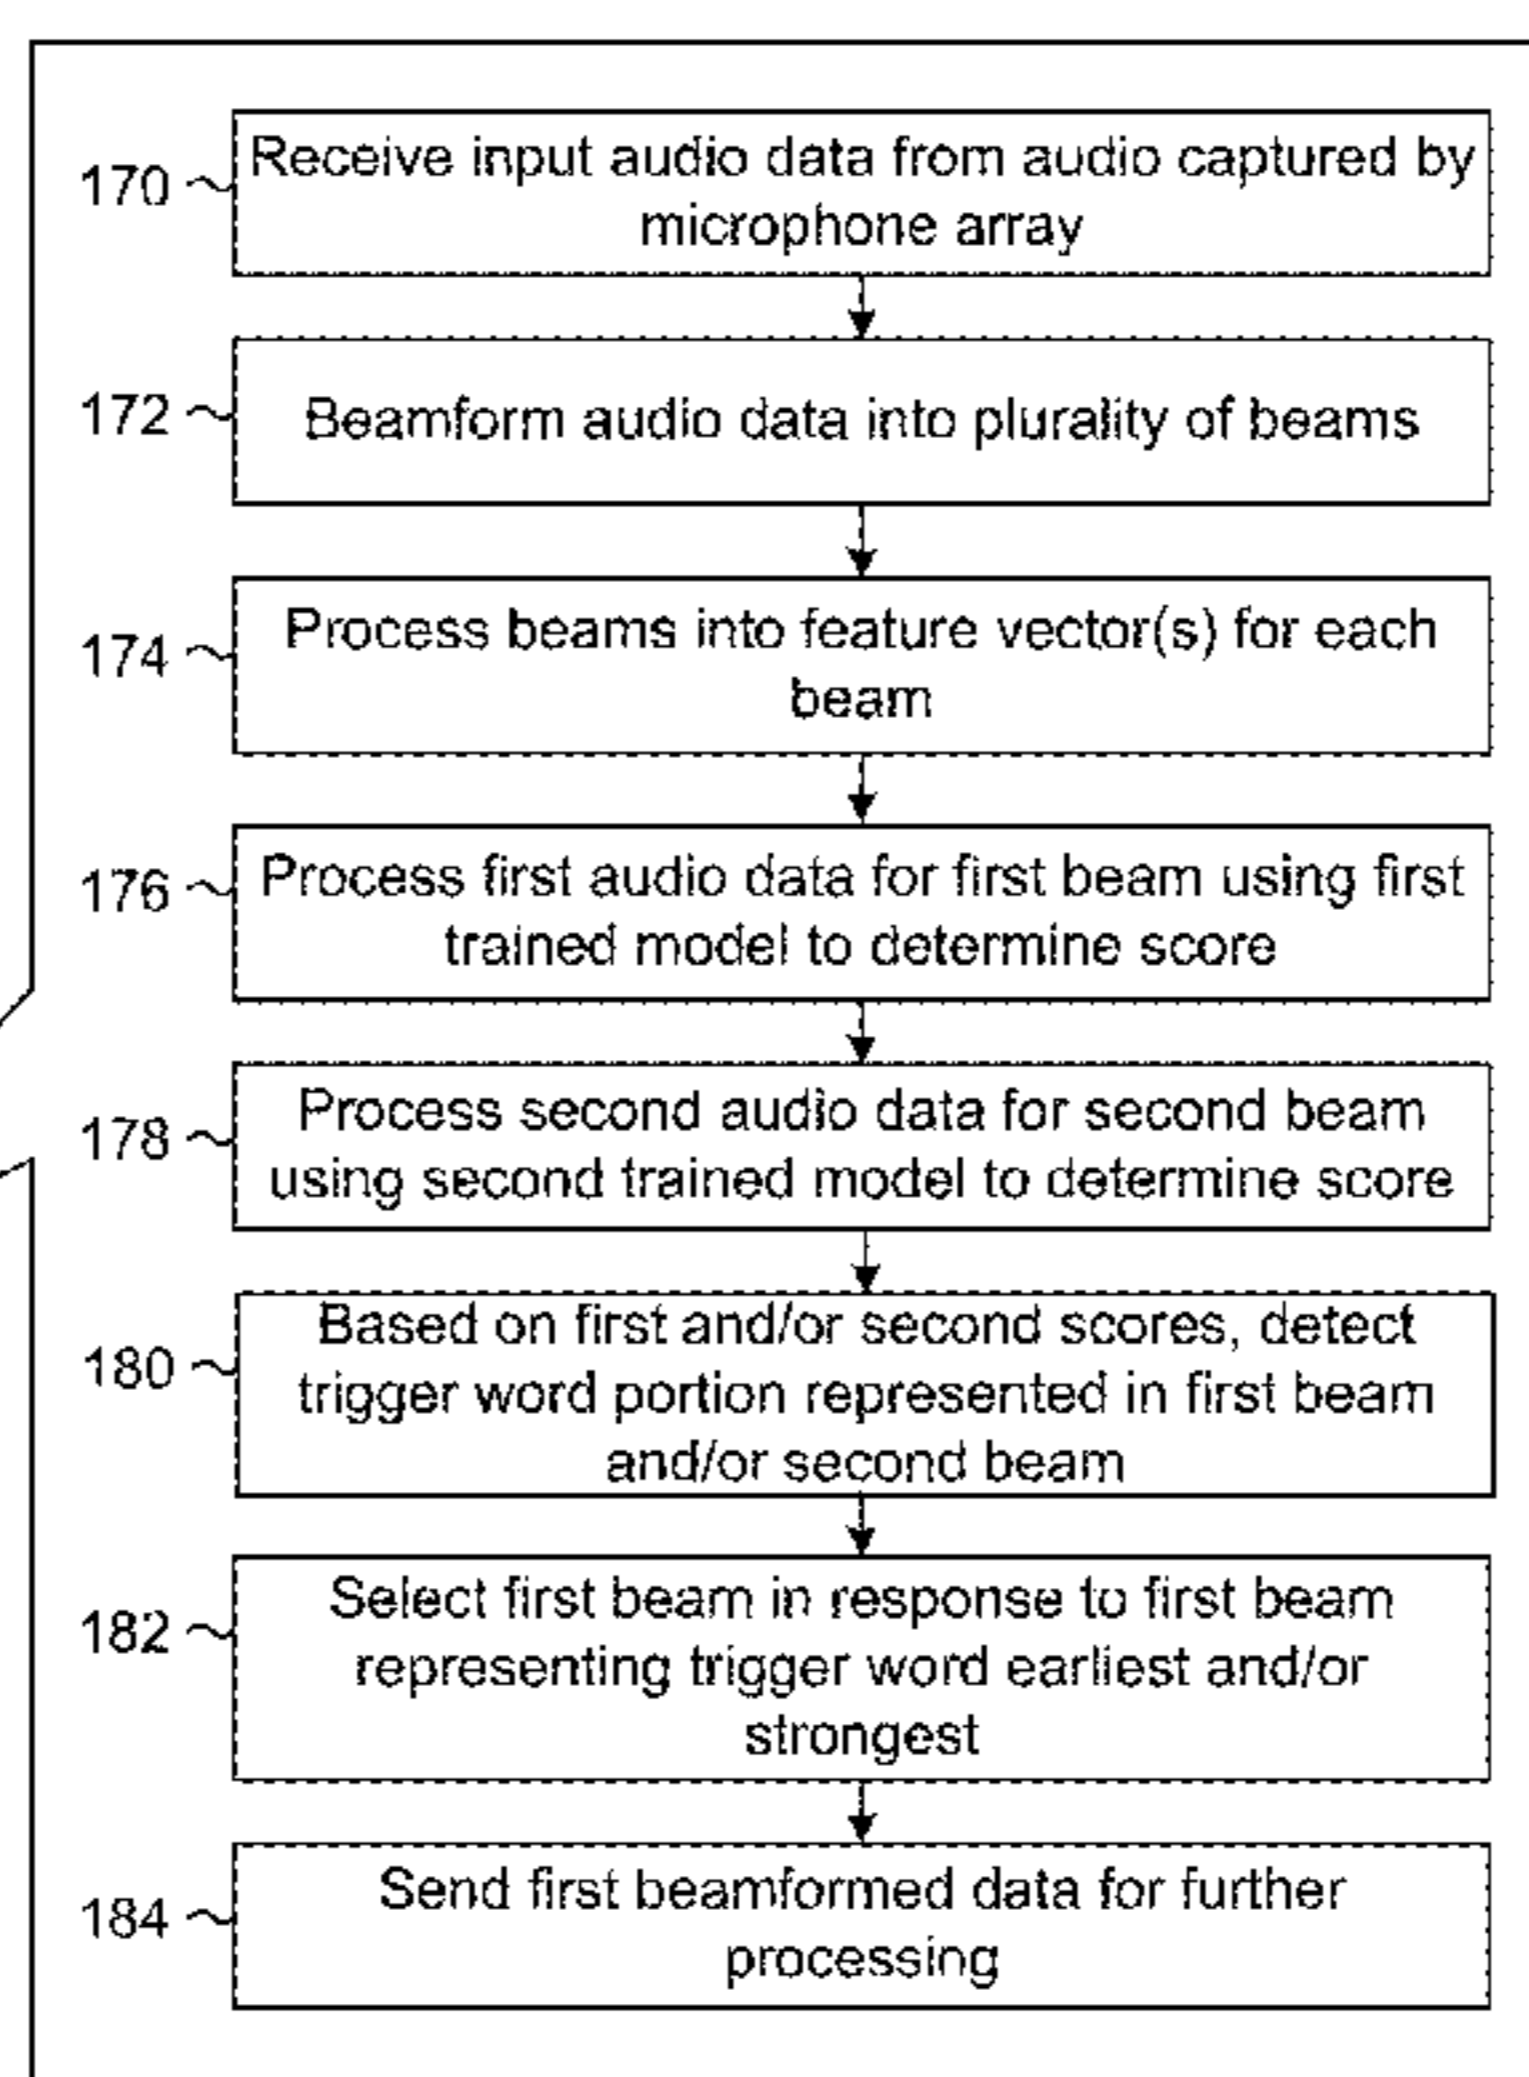 170
Receive input audio data from audio captured by
microphone array
172
Beamform audio data into plurality of beams
174
Process beams into feature vector(s) for each
beam
176
Process first audio data for first beam using first
trained model to determine score
178
Process second audio data for second beam
using second trained model to determine score
180
Based on first and/or second scores, detect
trigger word portion represented in first beam
and/or second beam
182
Select first beam in response to first beam
representing trigger word earliest and/or
strongest
184
Send first beamformed data for further
processing